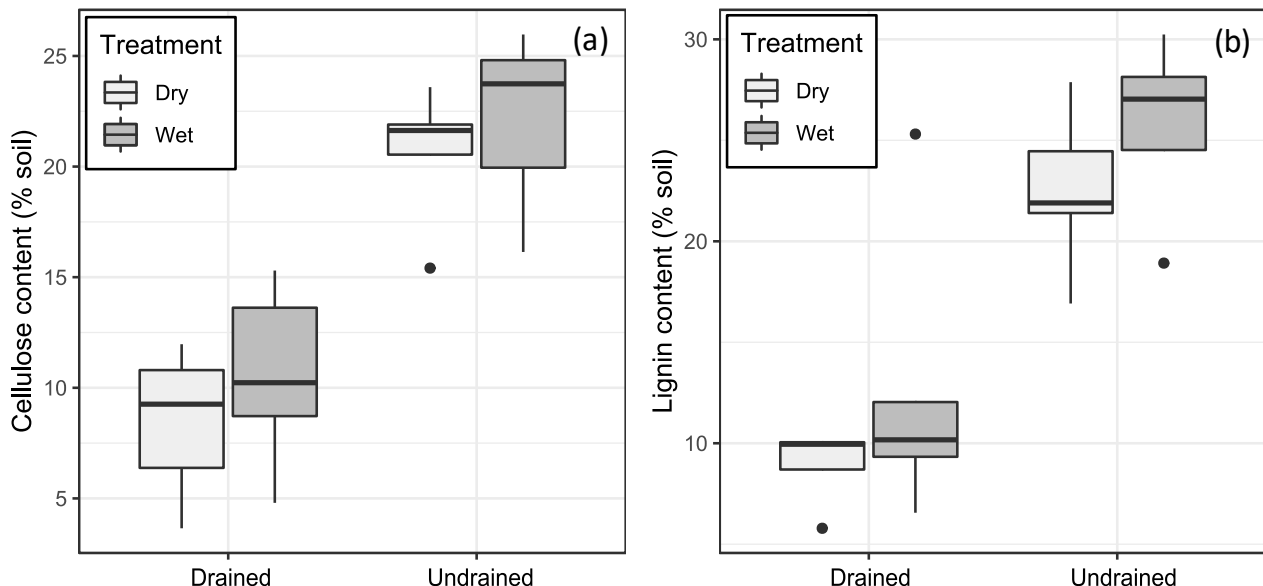 Treatment
Dry
Wet
(a)
25
20
15
10
5
Cellulose content (% soil)
Drained
Undrained
Treatment
Dry
Wet
(b)
30
20
10
Lignin content (% soil)
Drained
Undrained